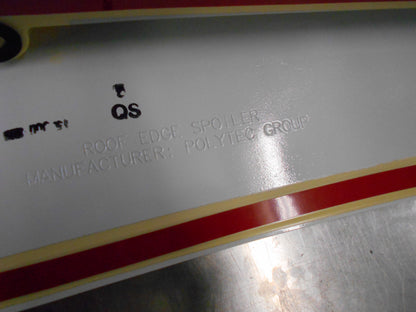 QS
ROOF EDGE SPOILER
MANUFACTURER: POLYTEC GROUP